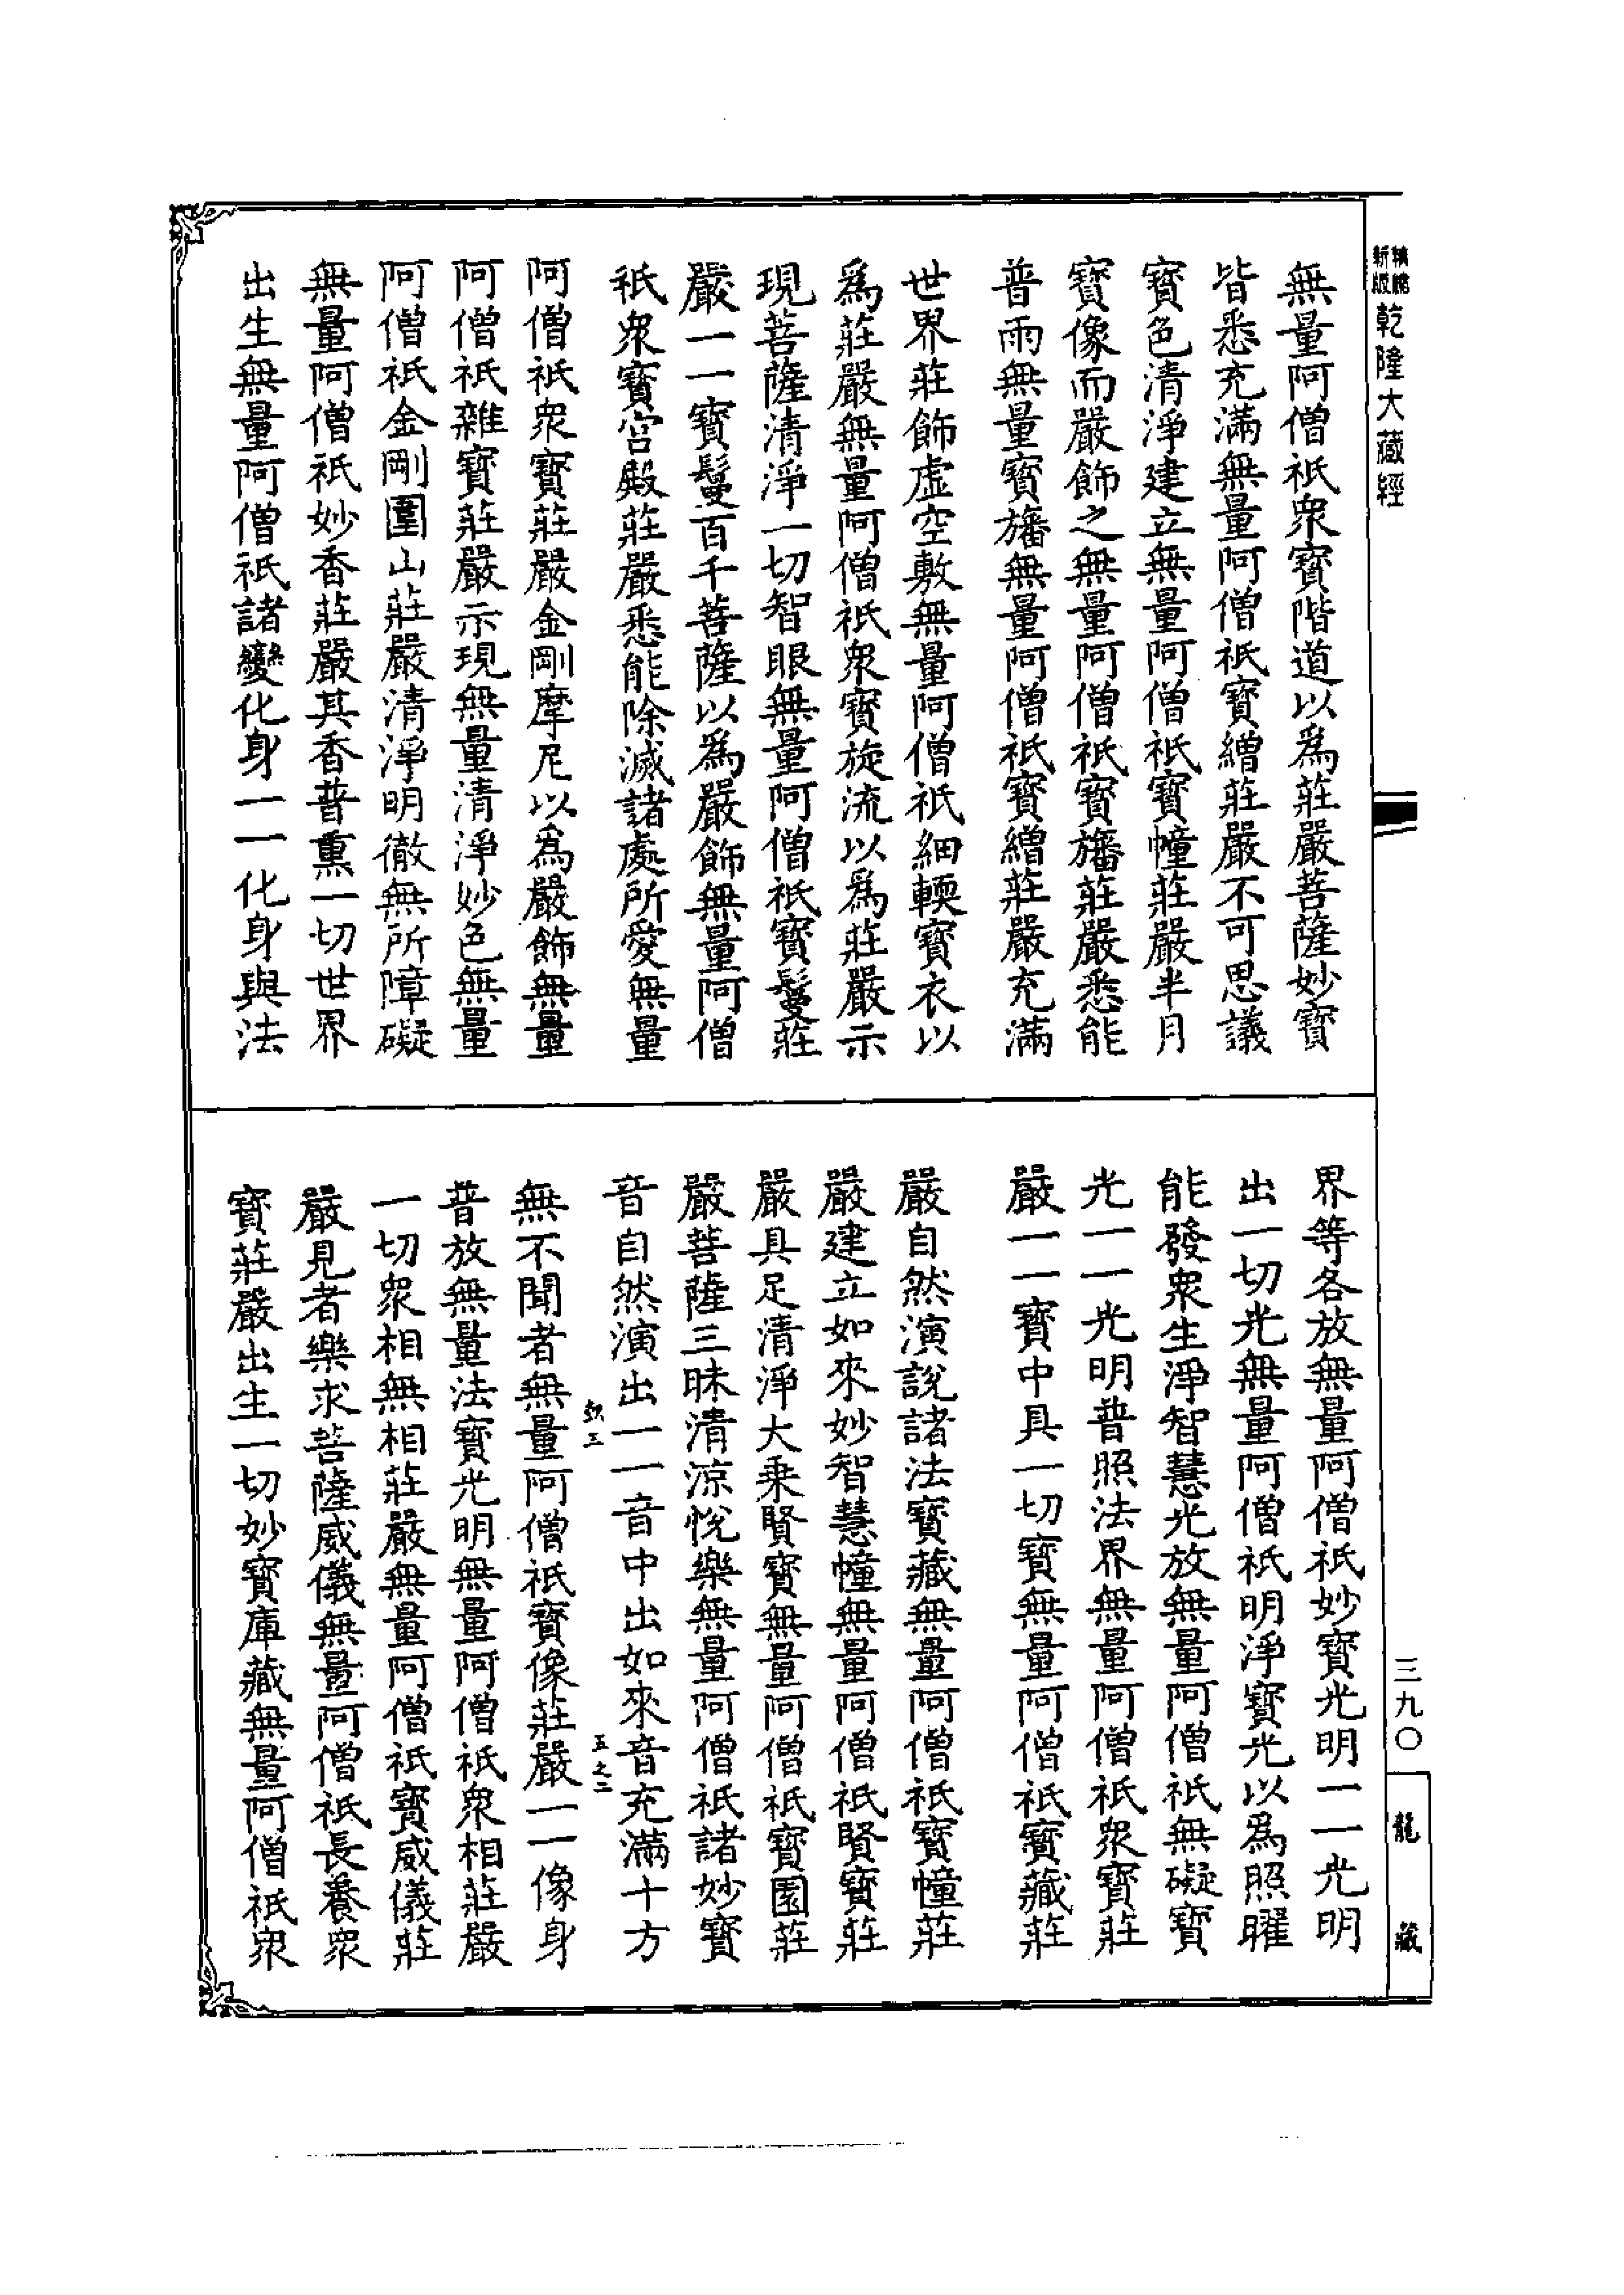 精縮新版乾隆大藏經
無量阿僧祇衆寶階道以爲莊嚴菩薩妙寶
皆悉充滿無量阿僧祇寶繒莊嚴不可思議
寶色清淨建立無量阿僧祇寶幢莊嚴半月
寶像而嚴飾之無量阿僧祇寶旛莊嚴悉能
普雨無量寶旛無量阿僧祇寶繒莊嚴充滿
世界莊飾虛空敷無量阿僧祇細輭寶衣以
爲莊嚴無量阿僧祇衆寶旋流以爲莊嚴示
現菩薩清淨一切智眼無量阿僧祇寶鬘莊
嚴一一寶鬘百千菩薩以爲嚴飾無量阿僧
祇衆寶宮殿莊嚴悉能除滅諸處所愛無量
阿僧祇衆寶莊嚴金剛摩尼以爲嚴飾無量
阿僧祇雜寶莊嚴示現無量清淨妙色無量
阿僧祇金剛圍山莊嚴清淨明徹無所障礙
無量阿僧祇妙香莊嚴其香普熏一切世界
出生無量阿僧祇諸變化身一一化身與法
界等各放無量阿僧祇妙寶光明一一光明
出一切光無量阿僧祇明淨寶光以爲照曜
能發衆生淨智慧光放無量阿僧祇無礙寶
光一一光明普照法界無量阿僧祇衆寶莊
嚴一一寶中具一切寶無量阿僧祇寶藏莊
嚴自然演說諸法寶藏無量阿僧祇寶幢莊
嚴建立如來妙智慧幢無量阿僧祇賢寶莊
嚴具足清淨大乘賢寶無量阿僧祇寶園莊
嚴菩薩三昧清涼悅樂無量阿僧祇諸妙寶
音自然演出一一音中出如來音充滿十方
三 五之二
無不聞者無量阿僧祇寶像莊嚴一一像身
普放無量法寶光明無量阿僧祇衆相莊嚴
一切衆相無相莊嚴無量阿僧祇寶威儀莊
嚴見者樂求菩薩威儀無量阿僧祇長養衆
寶莊嚴出生一切妙寶庫藏無量阿僧祇衆
三九〇
龍藏